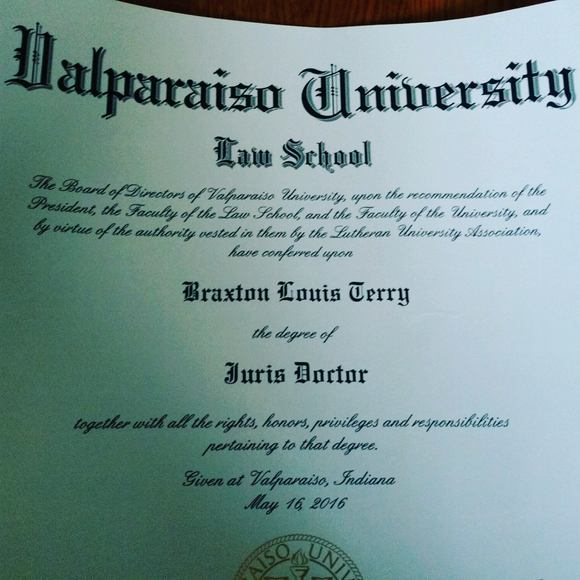 Valparaiso University
Law School
The Board of Directors of Valparaiso University, upon the recommendation of the
President, the Faculty of the Law School, and the Faculty of the University, and
by virtue of the authority vested in them by the Lutheran University Association,
have conferred upon
Braxton Louis Terry
the degree of
Juris Doctor
together with all the rights, honors, privileges and responsibilities
pertaining to that degree.
Given at Valparaiso, Indiana
May 16, 2016
RAISO UNIV